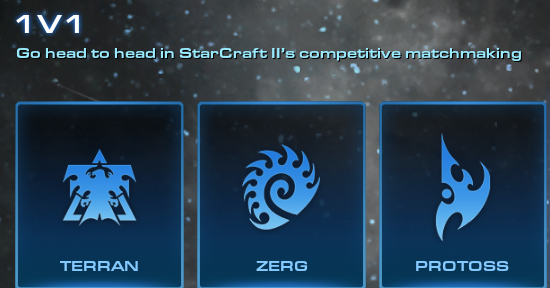 1V1
Go head to head in StarCraft II's competitive matchmaking
TERRAN
ZERG
PROTOSS